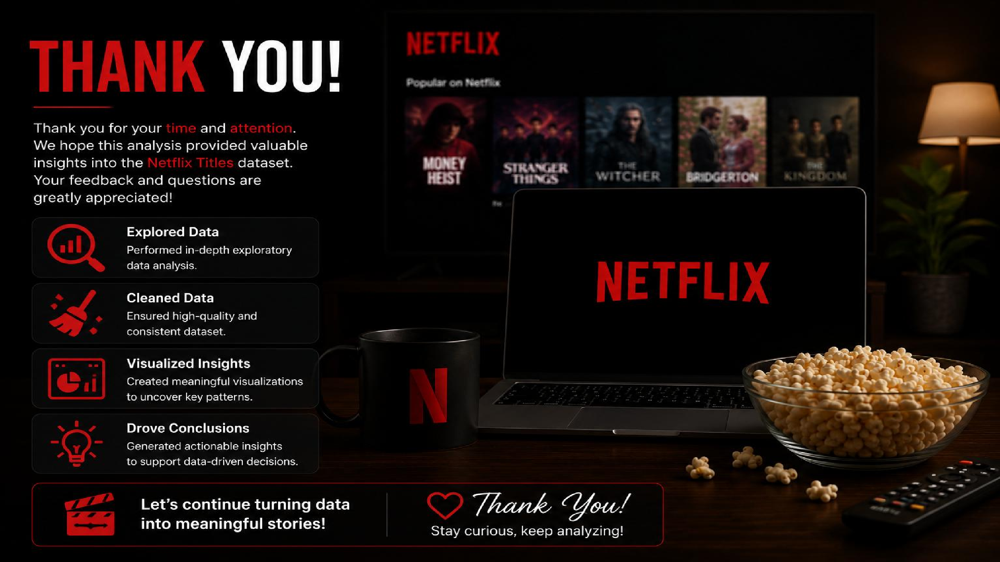 THANK YOU!
Thank you for your time and attention.
We hope this analysis provided valuable
insights into the Netflix Titles dataset.
Your feedback and questions are
greatly appreciated!
Explored Data
Performed in-depth exploratory
data analysis.
Cleaned Data
Ensured high-quality and
consistent dataset.
Visualized Insights
Created meaningful visualizations
to uncover key patterns.
Drove Conclusions
Generated actionable insights
to support data-driven decisions.
Let's continue turning data
into meaningful stories!
Thank You!
Stay curious, keep analyzing!
NETFLIX
Popular on Netflix
MONEY
HEIST
STRANGER
THINGS
THE
WITCHER
BRIDGERTON
THE
KINGDOM
NETFLIX
N